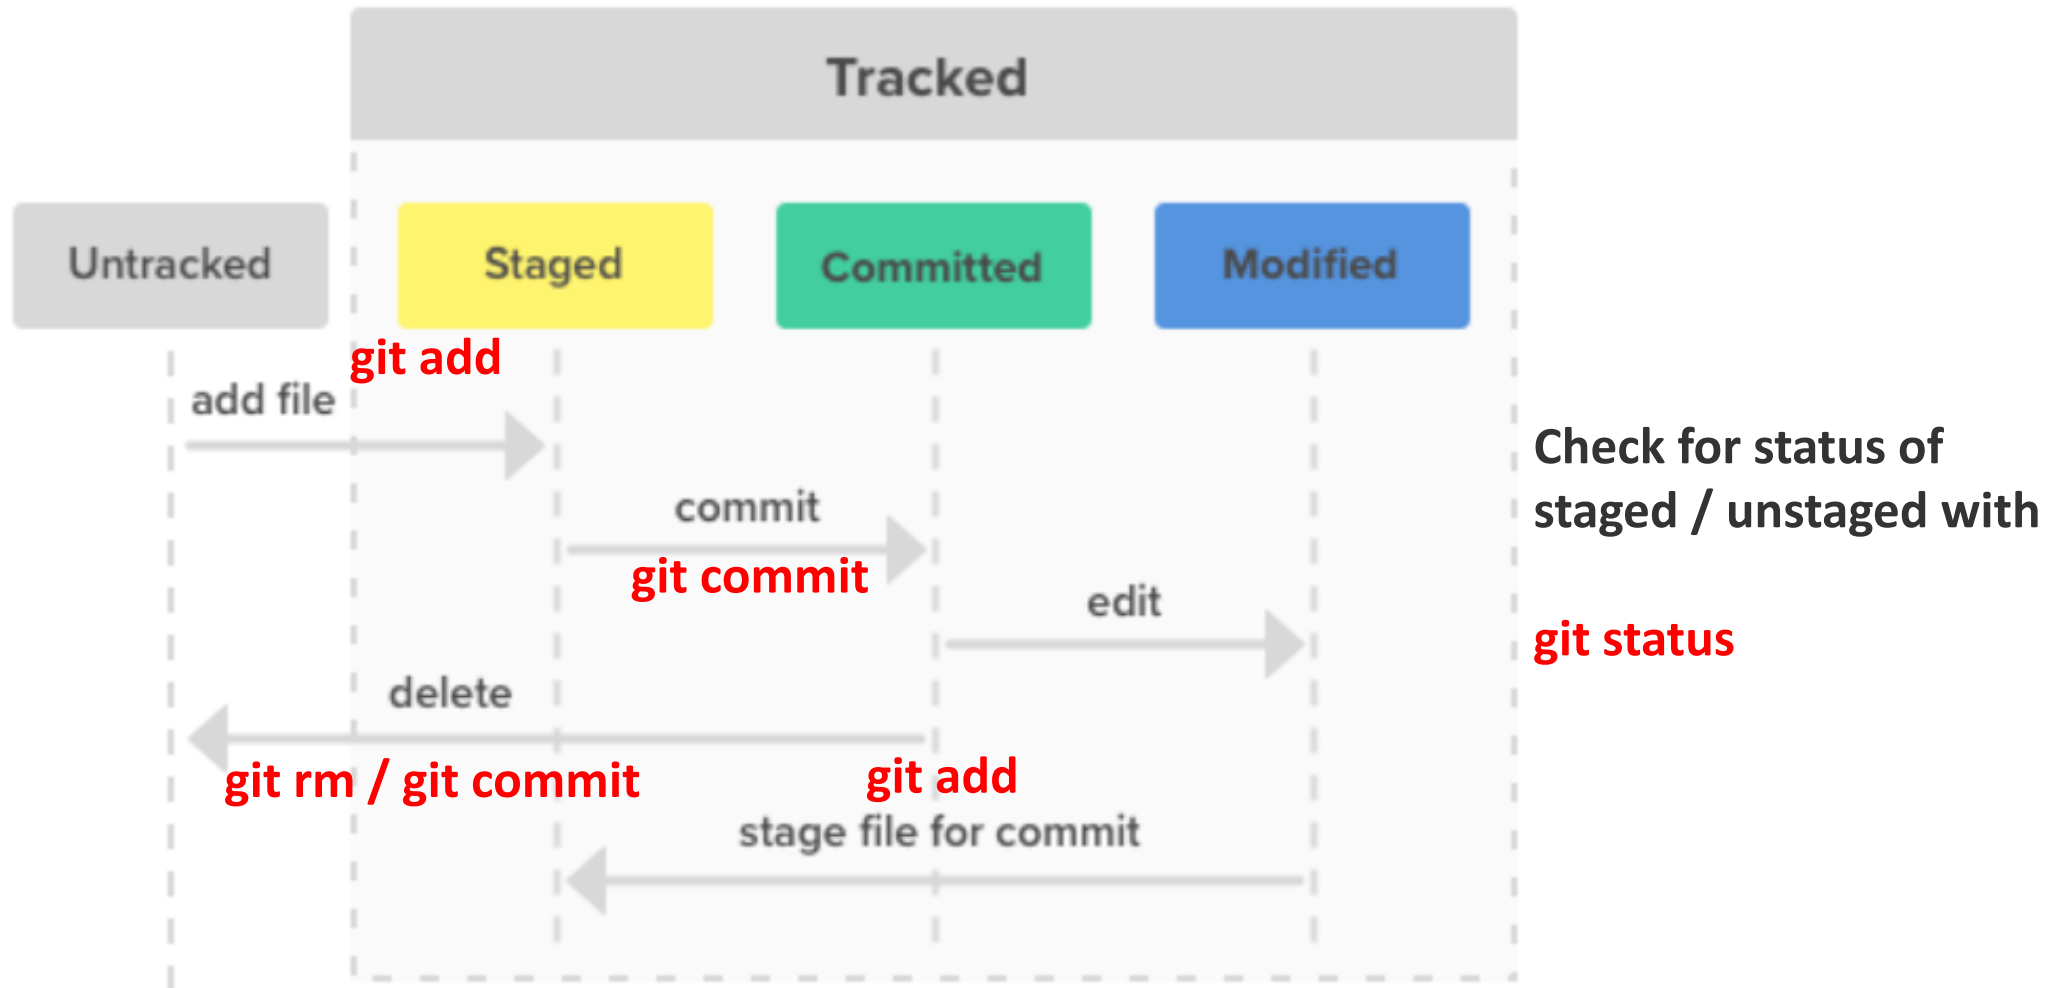 Tracked
Untracked
Staged
Committed
Modified
git add
add file
commit
git commit
edit
Check for status of
staged / unstaged with
git status
delete
git rm / git commit
git add
stage file for commit